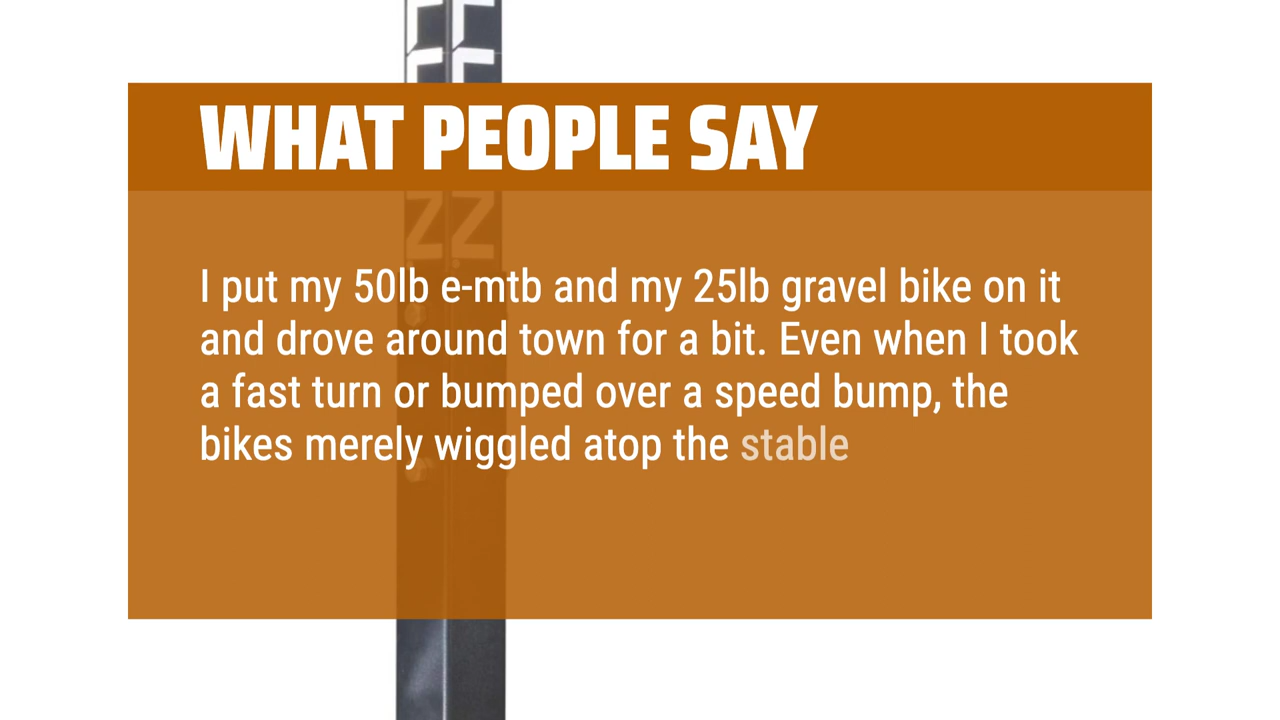 WHAT PEOPLE SAY
I put my 50lb e-mtb and my 25lb gravel bike on it
and drove around town for a bit. Even when I took
a fast turn or bumped over a speed bump, the
bikes merely wiggled atop the stable